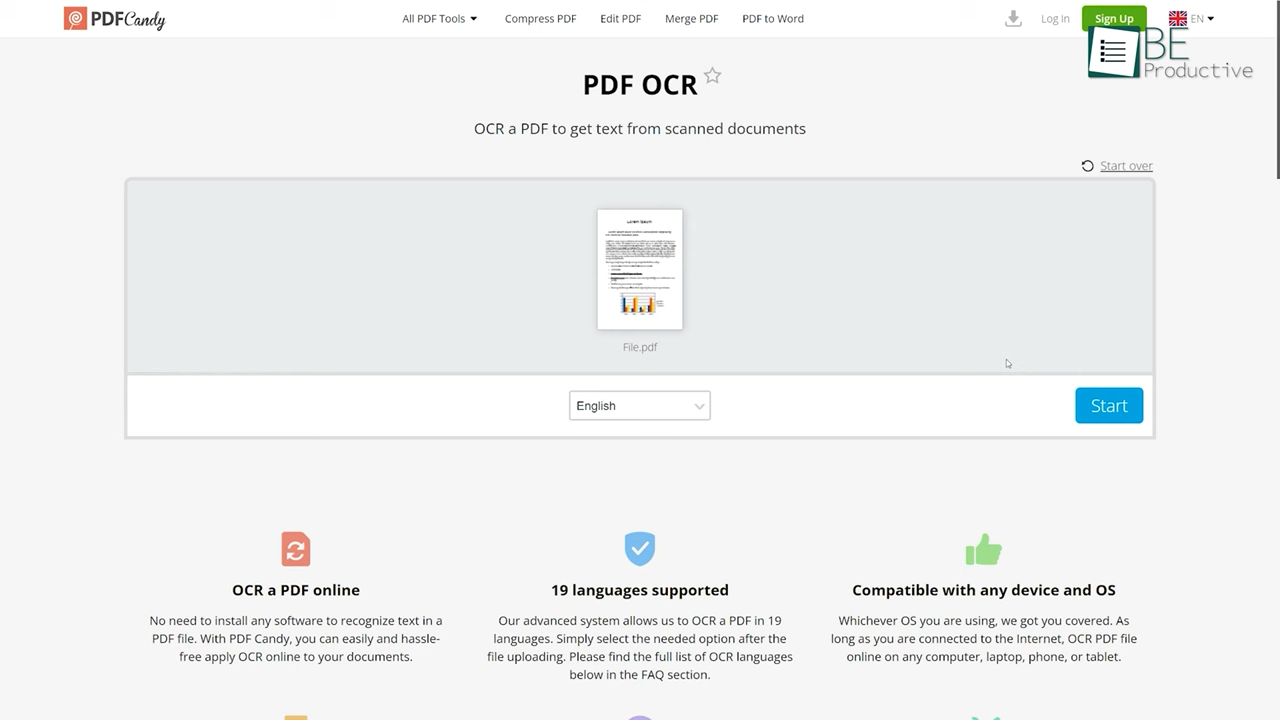 PDFCandy
All PDF Tools
Compress PDF
Edit PDF
Merge PDF
PDF to Word
Log In
Sign Up
EN
BE
Productive
PDF OCR
OCR a PDF to get text from scanned documents
Start over
Lorem ipsum
File.pdf
English
Start
OCR a PDF online
No need to install any software to recognize text in a
PDF file. With PDF Candy, you can easily and hassle-
free apply OCR online to your documents.
19 languages supported
Our advanced system allows us to OCR a PDF in 19
languages. Simply select the needed option after the
file uploading. Please find the full list of OCR languages
below in the FAQ section.
Compatible with any device and OS
Whichever OS you are using, we got you covered. As
long as you are connected to the Internet, OCR PDF file
online on any computer, laptop, phone, or tablet.